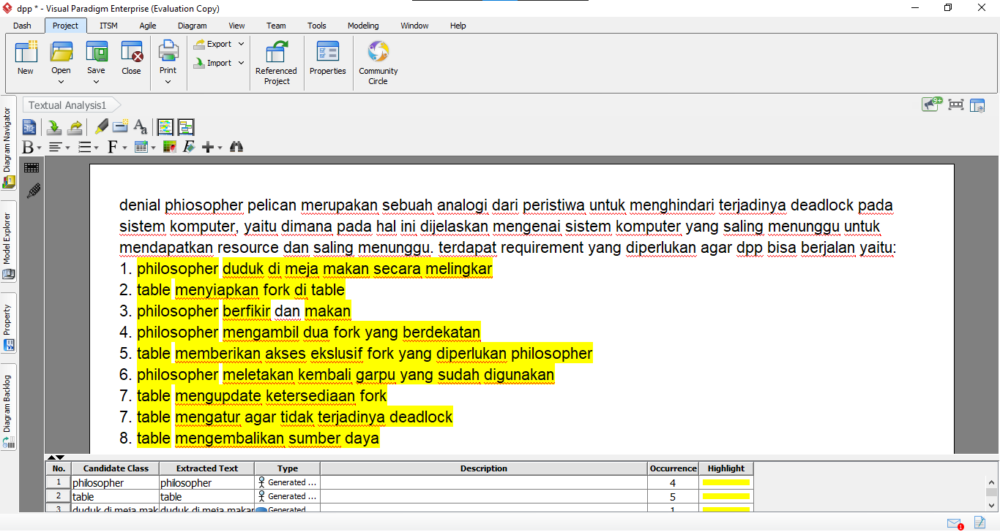 dpp * - Visual Paradigm Enterprise (Evaluation Copy)
Dash Project ITSM Agile Diagram View Team Tools Modeling Window Help
New Open Save Close Print Export Import Referenced Project Properties Community Circle
Textual Analysis1
9+
Diagram Navigator
Model Explorer
Property
Diagram Backlog
denial phiosopher pelican merupakan sebuah analogi dari peristiwa untuk menghindari terjadinya deadlock pada
sistem komputer, yaitu dimana pada hal ini dijelaskan mengenai sistem komputer yang saling menunggu untuk
mendapatkan resource dan saling menunggu. terdapat requirement yang diperlukan agar dpp bisa berjalan yaitu:
1. philosopher duduk di meja makan secara melingkar
2. table menyiapkan fork di table
3. philosopher berfikir dan makan
4. philosopher mengambil dua fork yang berdekatan
5. table memberikan akses ekslusif fork yang diperlukan philosopher
6. philosopher meletakan kembali garpu yang sudah digunakan
7. table mengupdate ketersediaan fork
7. table mengatur agar tidak terjadinya deadlock
8. table mengembalikan sumber daya
No. Candidate Class Extracted Text Type Description Occurrence Highlight
1 philosopher philosopher Generated ... 4
2 table table Generated ... 5
3 duduk di meja mak duduk di meja makan Generated 1
1